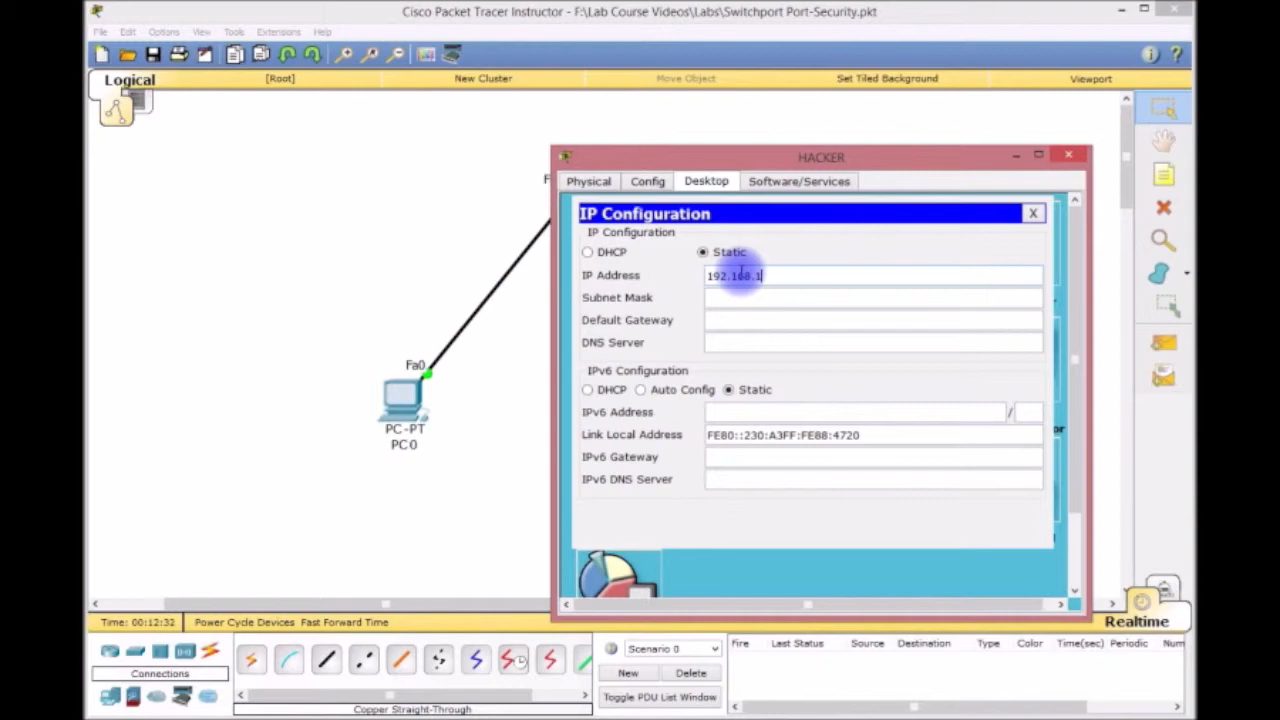 Cisco Packet Tracer Instructor - F:\Lab Course Videos\Labs\Switchport Port-Security.pkt
File Edit Options View Tools Extensions Help
Logical [Root] New Cluster Move Object Set Tiled Background Viewport
HACKER
Physical Config Desktop Software/Services
IP Configuration X
IP Configuration
DHCP Static
IP Address 192.168.1
Subnet Mask
Default Gateway
DNS Server
IPv6 Configuration
DHCP Auto Config Static
IPv6 Address /
Link Local Address FE80::230:A3FF:FE88:4720
IPv6 Gateway
IPv6 DNS Server
F
Fa0
PC-PT
PC0
or
Time: 00:12:32 Power Cycle Devices Fast Forward Time
Realtime
Scenario 0
New Delete
Toggle PDU List Window
Fire Last Status Source Destination Type Color Time(sec) Periodic Num
Connections
Copper Straight-Through